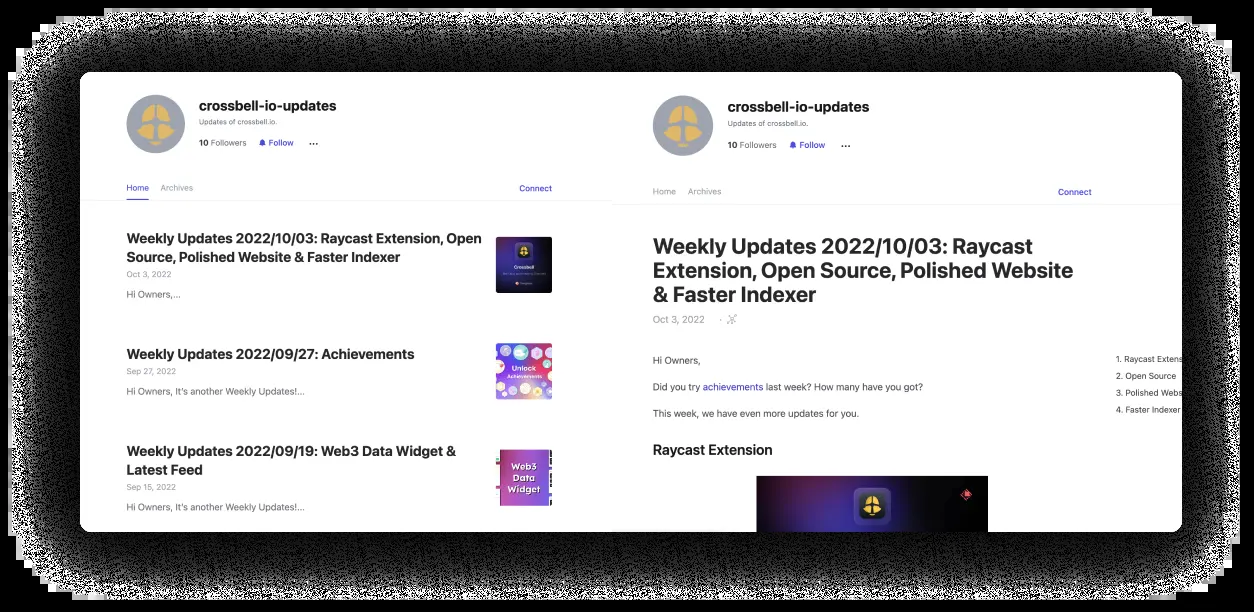 crossbell-io-updates
Updates of crossbell.io.
10 Followers Follow ...
Home Archives Connect
Weekly Updates 2022/10/03: Raycast Extension, Open
Source, Polished Website & Faster Indexer
Oct 3, 2022
Hi Owners,...
Crossbell
Weekly Updates 2022/09/27: Achievements
Sep 27, 2022
Hi Owners, It's another Weekly Updates!...
Unlock
Achievements
Weekly Updates 2022/09/19: Web3 Data Widget &
Latest Feed
Sep 15, 2022
Hi Owners, It's another Weekly Updates!...
Web3
Data
Widget
crossbell-io-updates
Updates of crossbell.io.
10 Followers Follow ...
Home Archives Connect
Weekly Updates 2022/10/03: Raycast
Extension, Open Source, Polished Website
& Faster Indexer
Oct 3, 2022 ·
Hi Owners,
Did you try achievements last week? How many have you got?
This week, we have even more updates for you.
Raycast Extension
1. Raycast Extens
2. Open Source
3. Polished Webs
4. Faster Indexer